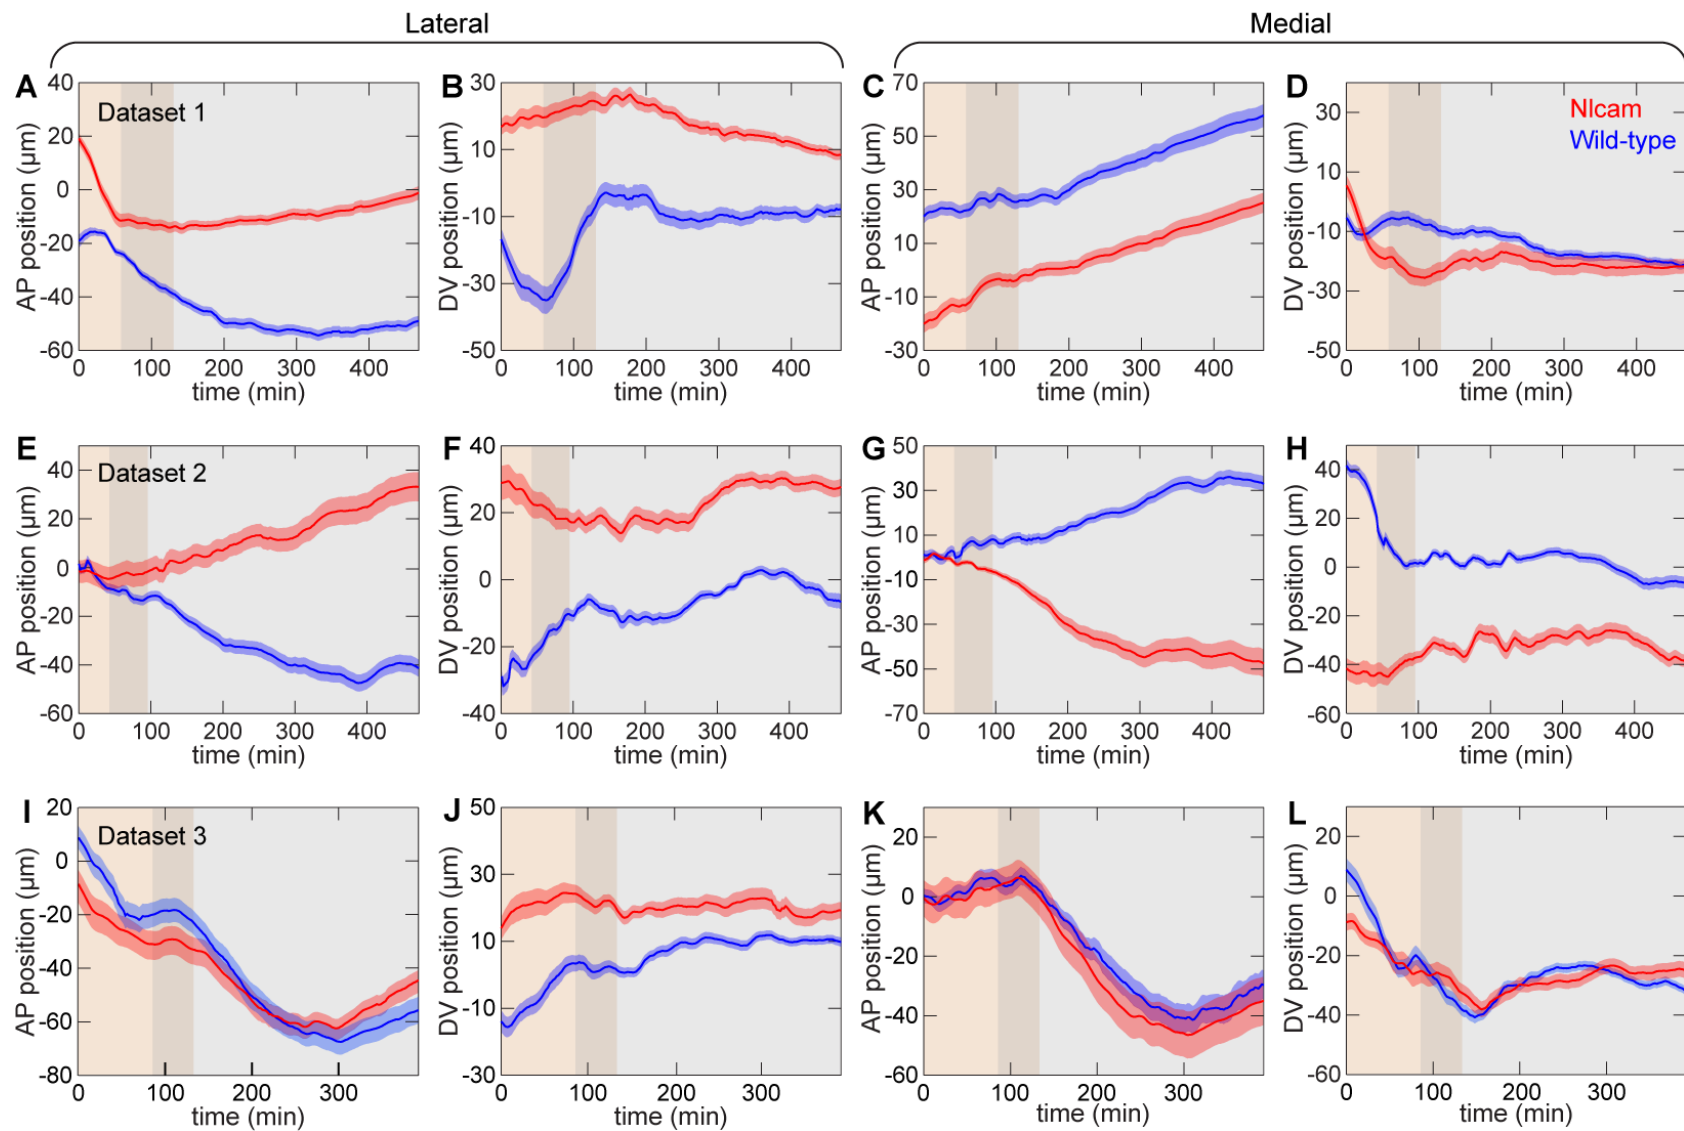 Lateral
Medial
A
Dataset 1
AP position (µm)
40
20
0
-20
-40
-60
0
100
200
300
400
time (min)
B
DV position (µm)
30
10
-10
-30
-50
0
100
200
300
400
time (min)
C
AP position (µm)
70
50
30
10
-10
-30
0
100
200
300
400
time (min)
D
Nlcam
Wild-type
DV position (µm)
30
10
-10
-30
-50
0
100
200
300
400
time (min)
E
Dataset 2
AP position (µm)
40
20
0
-20
-40
-60
0
100
200
300
400
time (min)
F
DV position (µm)
40
20
0
-20
-40
0
100
200
300
400
time (min)
G
AP position (µm)
50
30
10
-10
-30
-50
-70
0
100
200
300
400
time (min)
H
DV position (µm)
40
20
0
-20
-40
-60
0
100
200
300
400
time (min)
I
Dataset 3
AP position (µm)
20
0
-20
-40
-60
-80
0
100
200
300
time (min)
J
DV position (µm)
50
30
10
-10
-30
0
100
200
300
time (min)
K
AP position (µm)
20
0
-20
-40
-60
0
100
200
300
time (min)
L
DV position (µm)
20
0
-20
-40
-60
0
100
200
300
time (min)